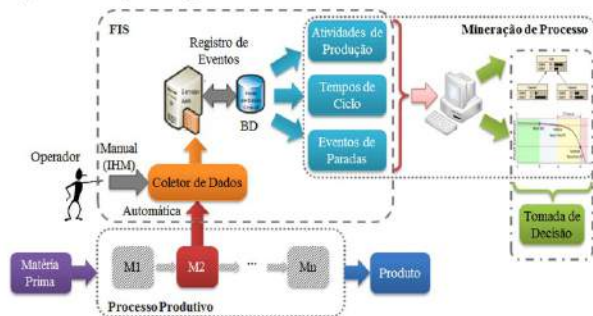 FIS
Mineração de Processo
Registro de
Eventos
BD
Atividades de
Produção
Tempos de
Ciclo
Eventos de
Paradas
Operador
Manual
(IHM)
Coletor de Dados
Automática
Tomada de
Decisão
Matéria
Prima
M1
M2
...
Mn
Produto
Processo Produtivo